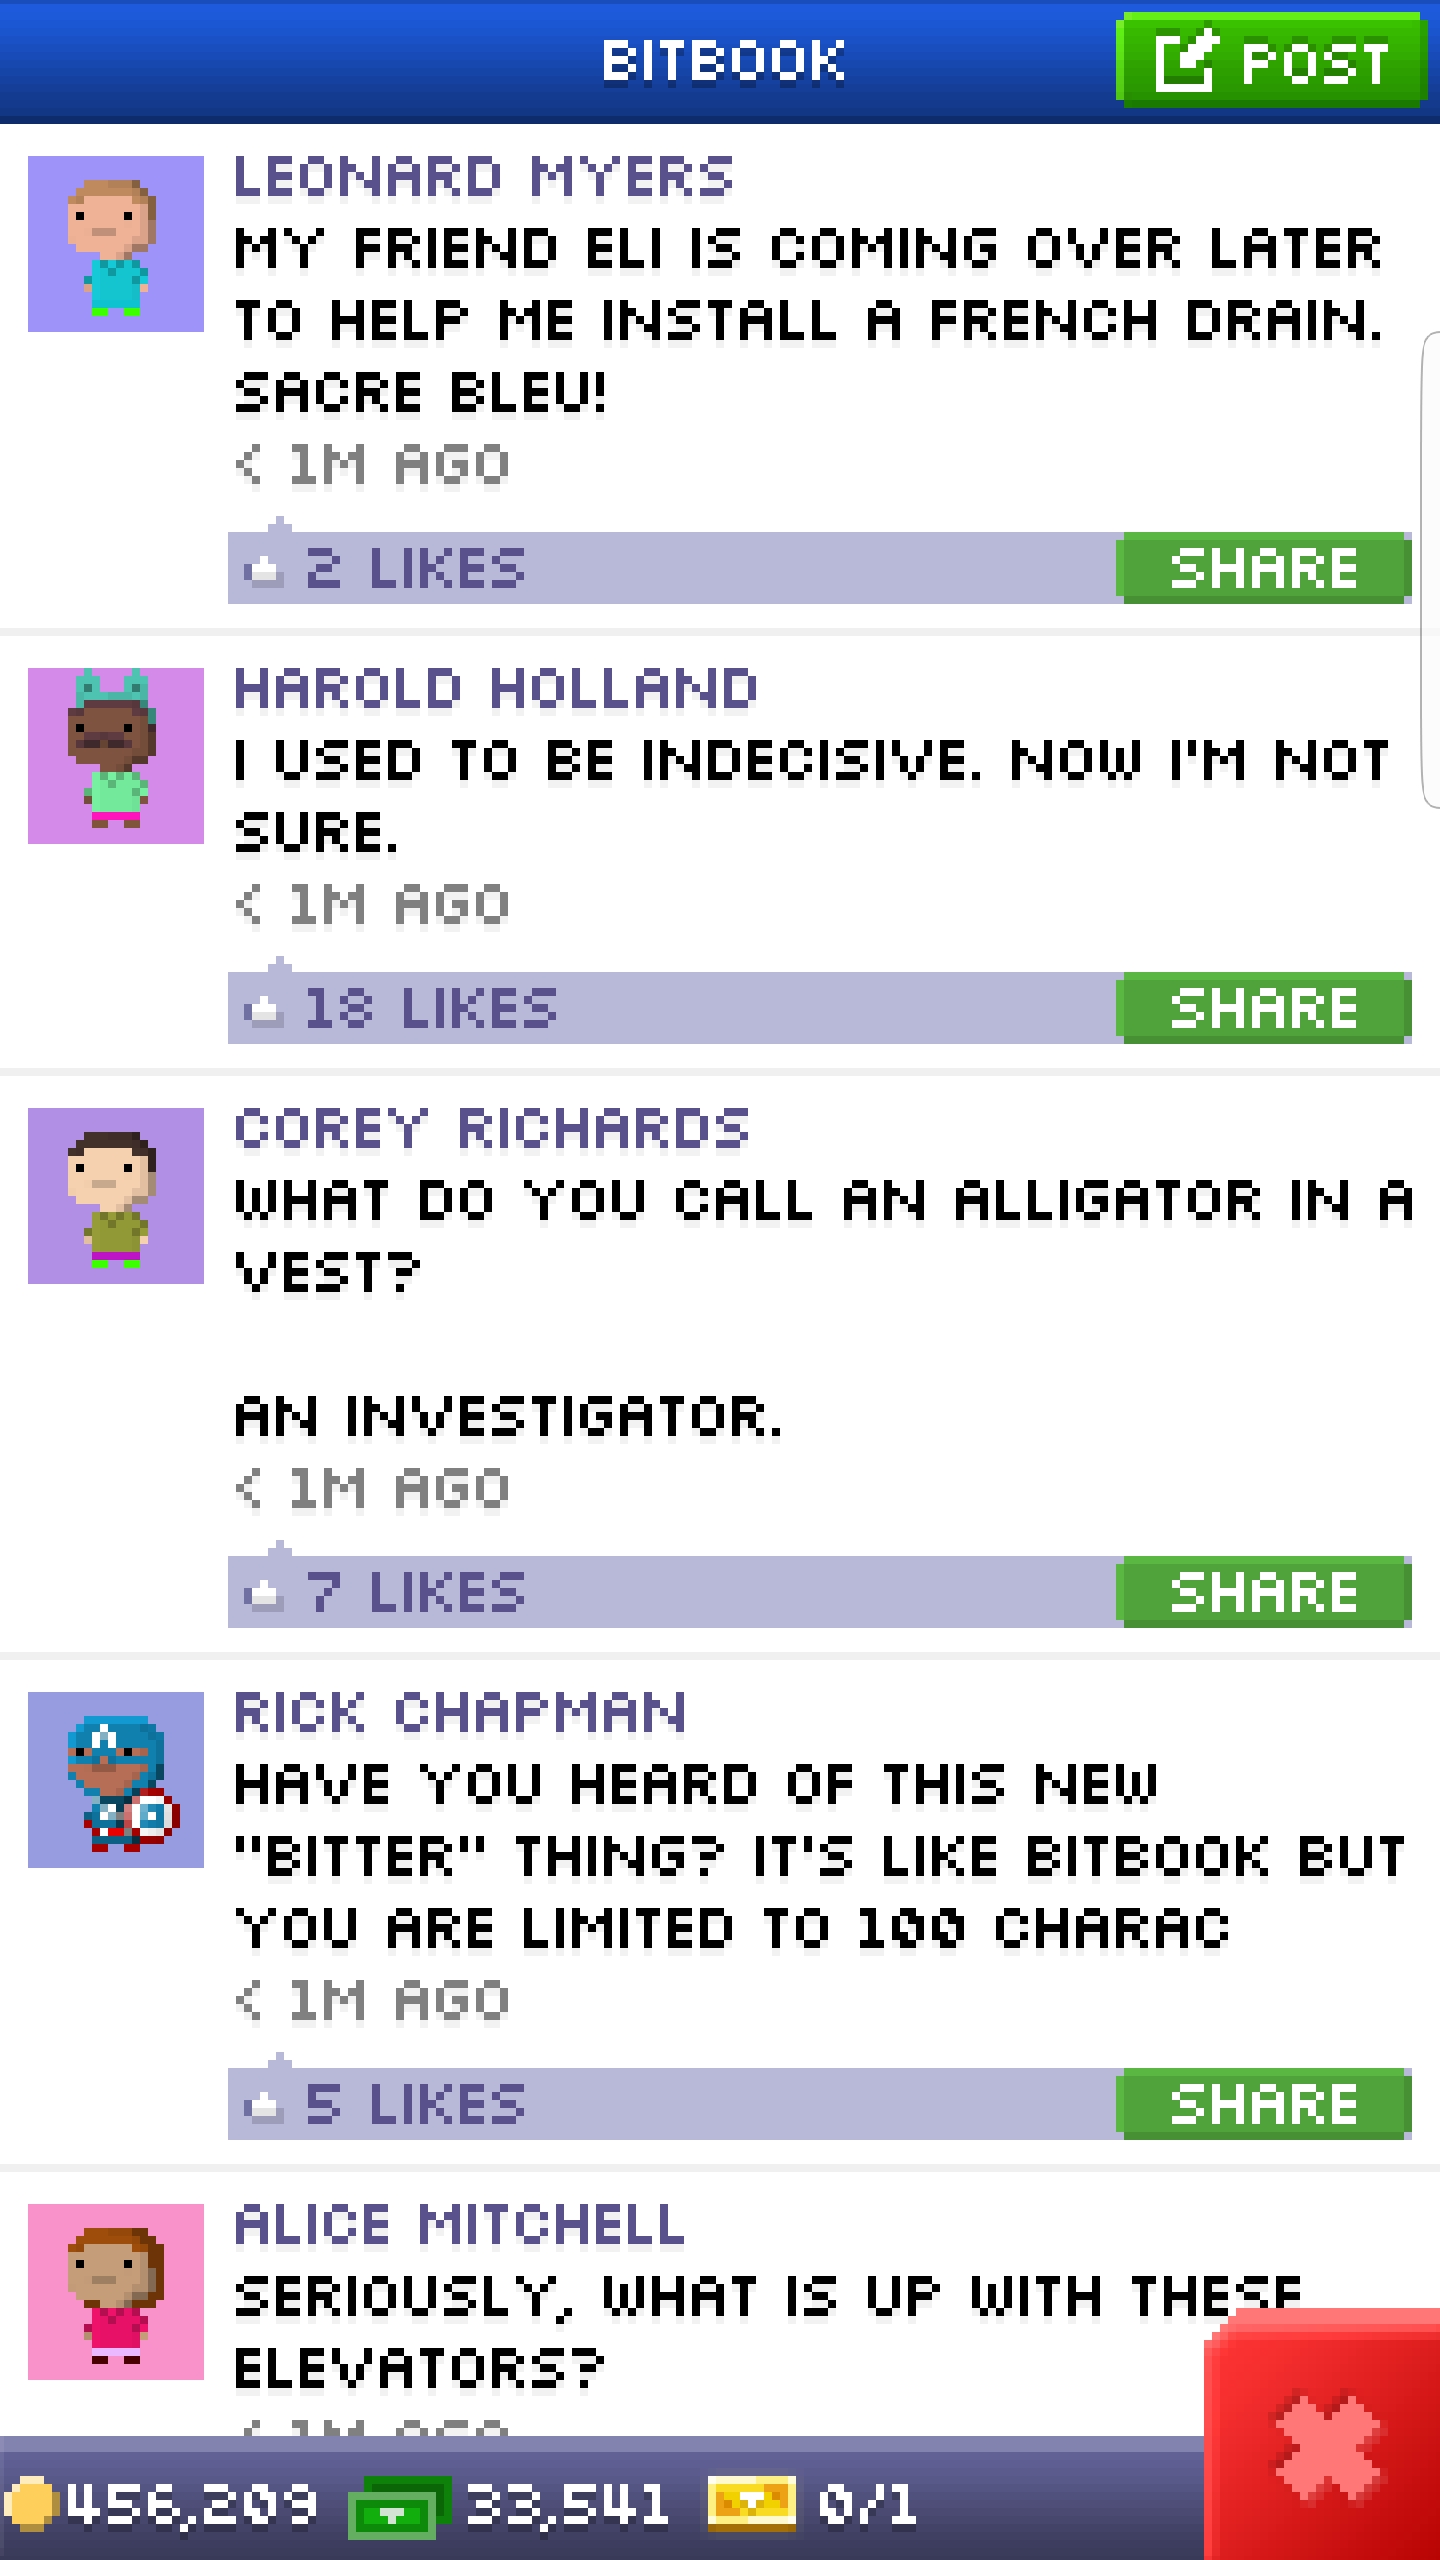 BITBOOK
POST
LEONARD MYERS
MY FRIEND ELI IS COMING OVER LATER
TO HELP ME INSTALL A FRENCH DRAIN.
SACRE BLEU!
< 1M AGO
2 LIKES
SHARE
HAROLD HOLLAND
I USED TO BE INDECISIVE. NOW I'M NOT
SURE.
< 1M AGO
18 LIKES
SHARE
COREY RICHARDS
WHAT DO YOU CALL AN ALLIGATOR IN A
VEST?
AN INVESTIGATOR.
< 1M AGO
7 LIKES
SHARE
RICK CHAPMAN
HAVE YOU HEARD OF THIS NEW
"BITTER" THING? IT'S LIKE BITBOOK BUT
YOU ARE LIMITED TO 100 CHARAC
< 1M AGO
5 LIKES
SHARE
ALICE MITCHELL
SERIOUSLY, WHAT IS UP WITH THESE
ELEVATORS?
< 1M AGO
456,209
33,541
0/1